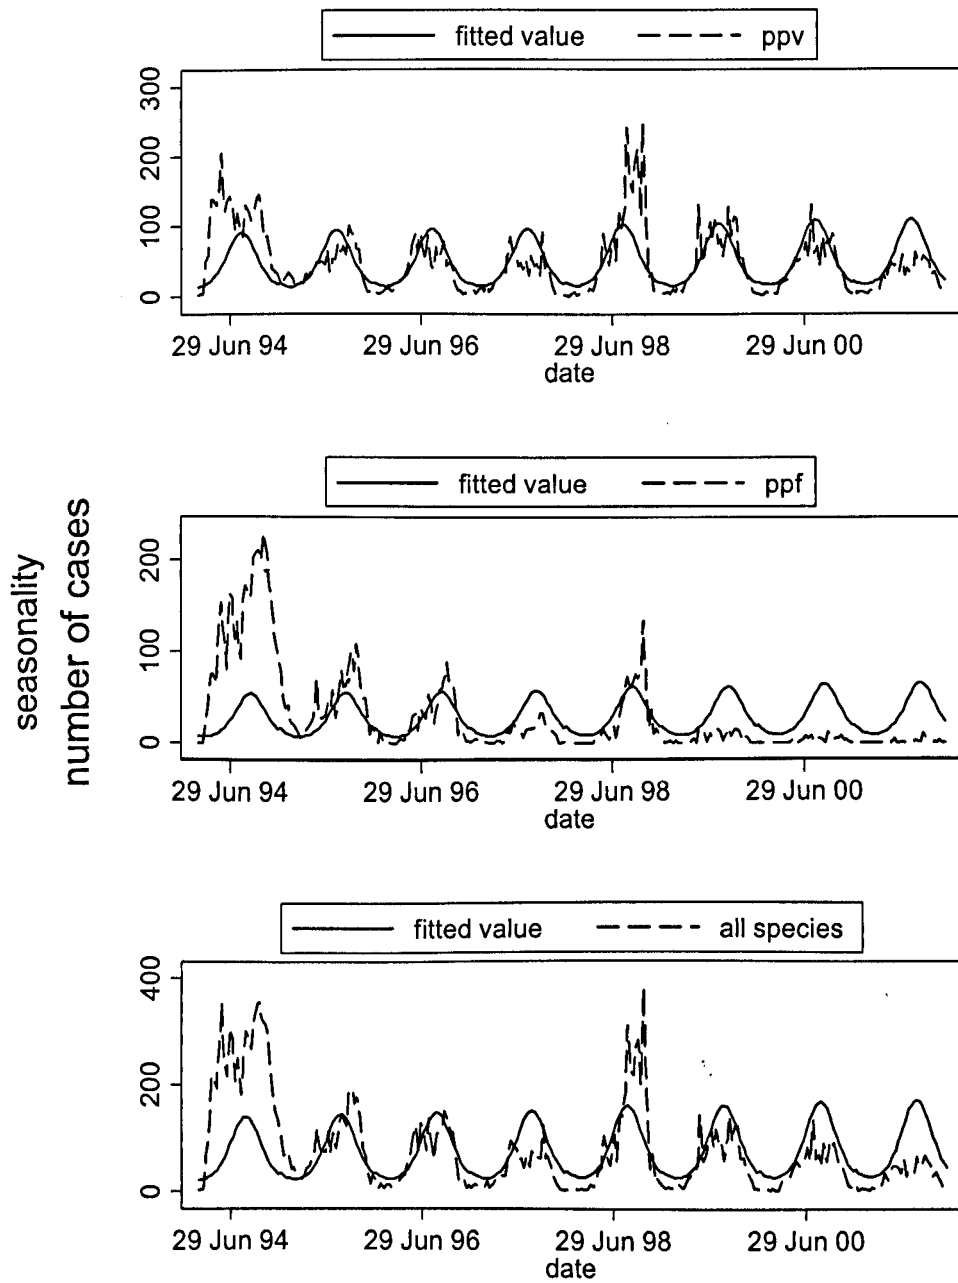 fitted value ppv
300
200
100
0
29 Jun 94 29 Jun 96 29 Jun 98 29 Jun 00
date
seasonality
number of cases
fitted value ppf
200
100
0
29 Jun 94 29 Jun 96 29 Jun 98 29 Jun 00
date
fitted value all species
400
200
0
29 Jun 94 29 Jun 96 29 Jun 98 29 Jun 00
date